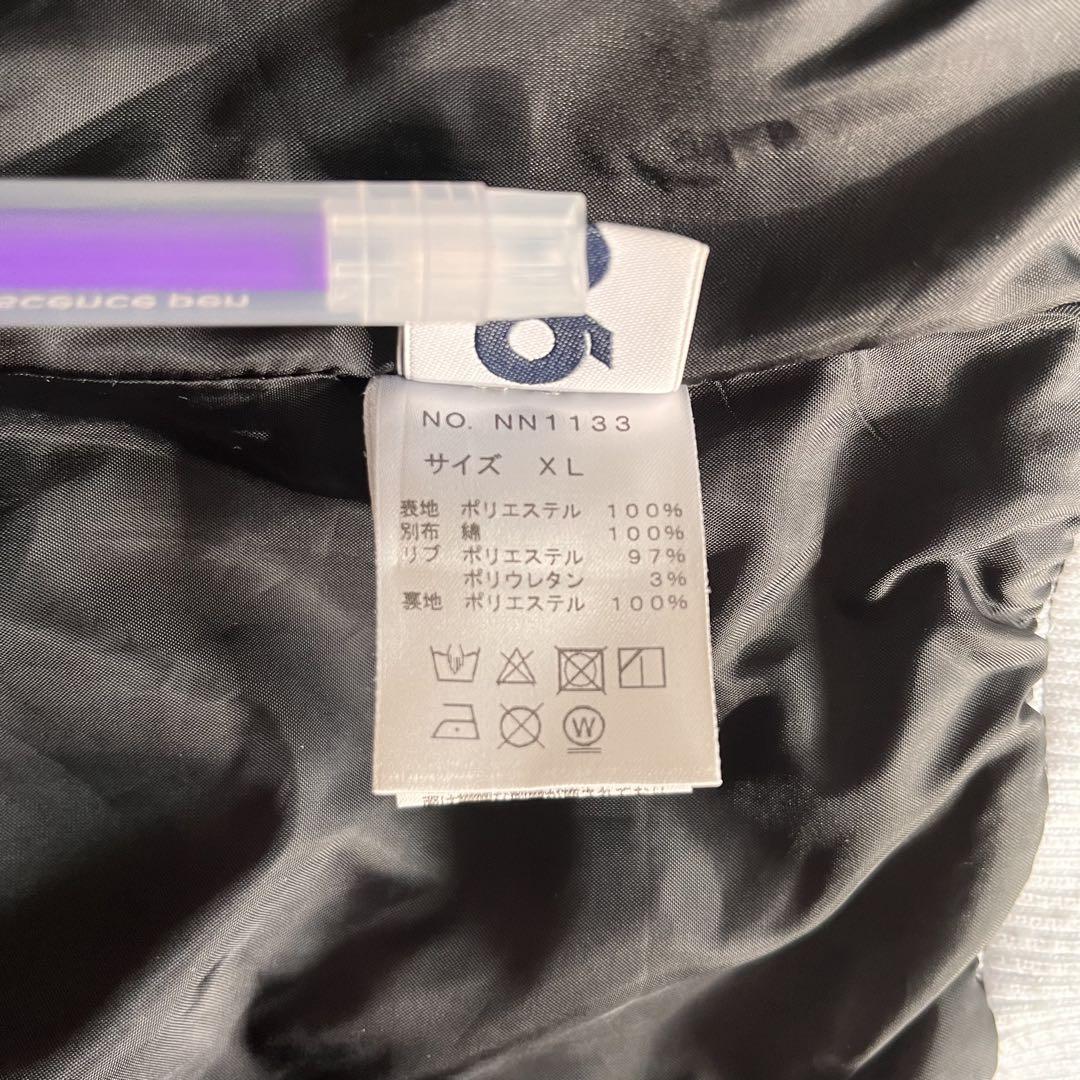 scence pen
NO. NN1133
サイズ XL
表地 ポリエステル 100%
別布 綿 100%
リブ ポリエステル 97%
ポリウレタン 3%
裏地 ポリエステル 100%
W